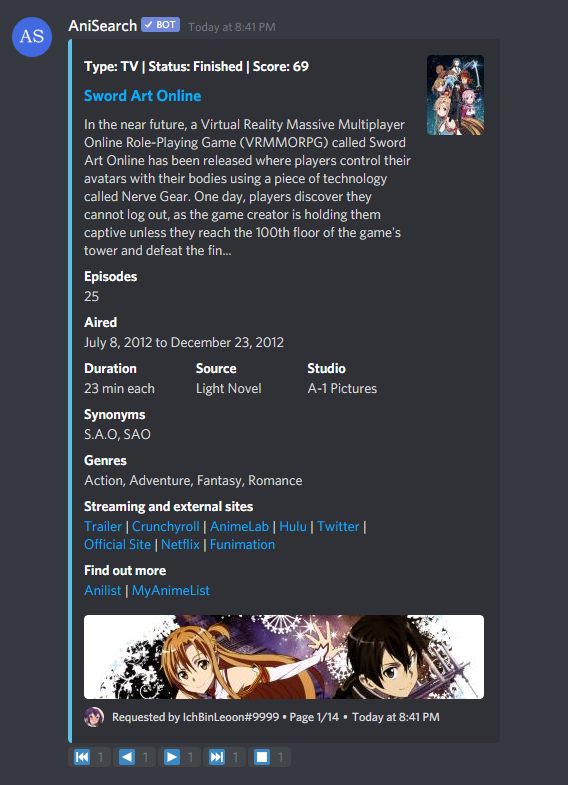 AS
AniSearch ✓ BOT Today at 8:41 PM
Type: TV | Status: Finished | Score: 69
Sword Art Online
In the near future, a Virtual Reality Massive Multiplayer
Online Role-Playing Game (VRMMORPG) called Sword
Art Online has been released where players control their
avatars with their bodies using a piece of technology
called Nerve Gear. One day, players discover they
cannot log out, as the game creator is holding them
captive unless they reach the 100th floor of the game's
tower and defeat the fin...
Episodes
25
Aired
July 8, 2012 to December 23, 2012
Duration Source Studio
23 min each Light Novel A-1 Pictures
Synonyms
S.A.O, SAO
Genres
Action, Adventure, Fantasy, Romance
Streaming and external sites
Trailer | Crunchyroll | AnimeLab | Hulu | Twitter |
Official Site | Netflix | Funimation
Find out more
Anilist | MyAnimeList
Requested by IchBinLeoon#9999 • Page 1/14 • Today at 8:41 PM
1 1 1 1 1